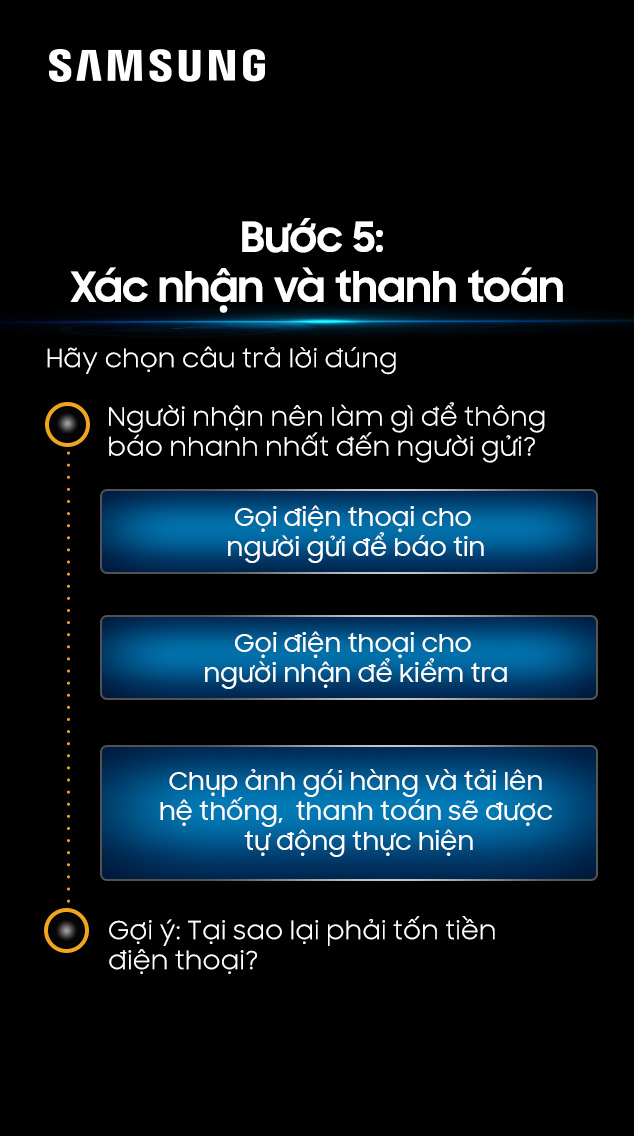 SAMSUNG
Bước 5:
Xác nhận và thanh toán
Hãy chọn câu trả lời đúng
Người nhận nên làm gì để thông
báo nhanh nhất đến người gửi?
Gọi điện thoại cho
người gửi để báo tin
Gọi điện thoại cho
người nhận để kiểm tra
Chụp ảnh gói hàng và tải lên
hệ thống, thanh toán sẽ được
tự động thực hiện
Gợi ý: Tại sao lại phải tốn tiền
điện thoại?